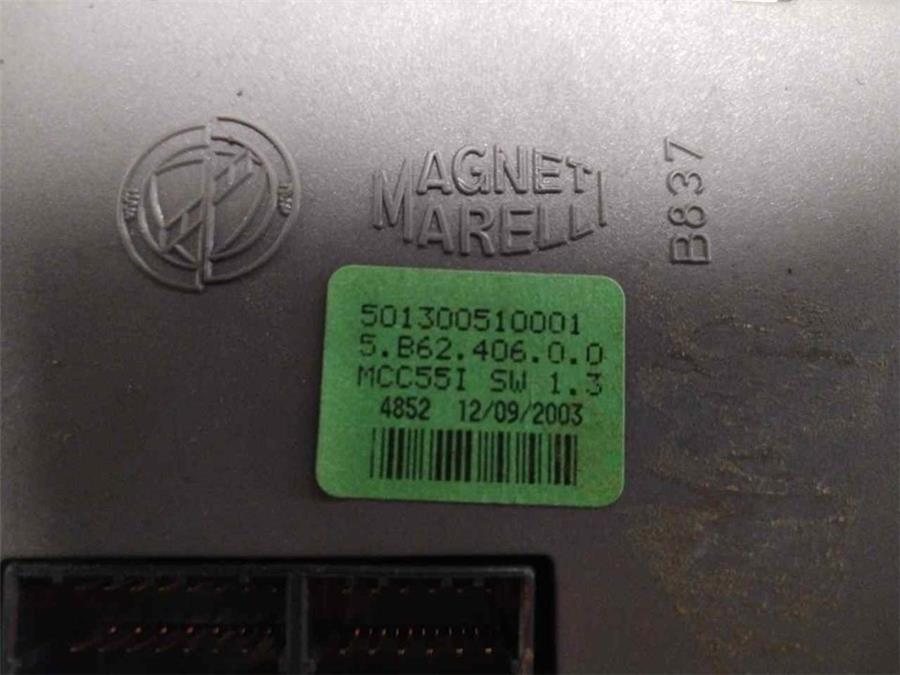 MAGNETI
MARELLI
B837
501300510001
5.B62.406.0.0
MCC55I SW 1.3
4852 12/09/2003